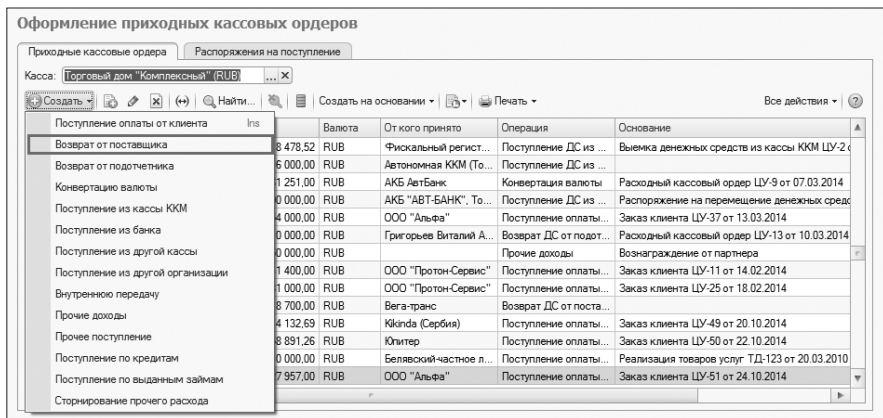 Оформление приходных кассовых ордеров
Приходные кассовые ордера Распоряжения на поступление
Касса: Торговый дом "Комплексный" (RUB) ... ×
Создать Найти... Создать на основании Печать Все действия ?
Поступление оплаты от клиента Ins
Возврат от поставщика
Возврат от подотчетника
Конвертацию валюты
Поступление из кассы ККМ
Поступление из банка
Поступление из другой кассы
Поступление из другой организации
Внутреннюю передачу
Прочие доходы
Прочее поступление
Поступление по кредитам
Поступление по выданным займам
Сторнирование прочего расхода
Валюта От кого принято Операция Основание
8 478,52 RUB Фискальный регист... Поступление ДС из ... Выемка денежных средств из кассы ККМ ЦУ-2
6 000,00 RUB Автономная ККМ (То... Поступление ДС из ...
1 251,00 RUB АКБ АвтБанк Конвертация валюты Расходный кассовый ордер ЦУ-9 от 07.03.2014
0 000,00 RUB АКБ "АВТ-БАНК", То... Поступление ДС из ... Распоряжение на перемещение денежных сред
4 000,00 RUB ООО "Альфа" Поступление оплаты... Заказ клиента ЦУ-37 от 13.03.2014
0 000,00 RUB Григорьев Виталий А... Возврат ДС от подот... Расходный кассовый ордер ЦУ-13 от 10.03.2014
0 000,00 RUB Прочие доходы Вознаграждение от партнера
1 400,00 RUB ООО "Протон-Сервис" Поступление оплаты... Заказ клиента ЦУ-11 от 14.02.2014
1 000,00 RUB ООО "Протон-Сервис" Поступление оплаты... Заказ клиента ЦУ-25 от 18.02.2014
8 700,00 RUB Вега-транс Возврат ДС от поста...
4 132,69 RUB Kikinda (Сербия) Поступление оплаты... Заказ клиента ЦУ-49 от 20.10.2014
8 891,26 RUB Юпитер Поступление оплаты... Заказ клиента ЦУ-50 от 22.10.2014
0 000,00 RUB Белявский-частное л... Поступление оплаты... Реализация товаров услуг ТД-123 от 20.03.2010
7 957,00 RUB ООО "Альфа" Поступление оплаты... Заказ клиента ЦУ-51 от 24.10.2014